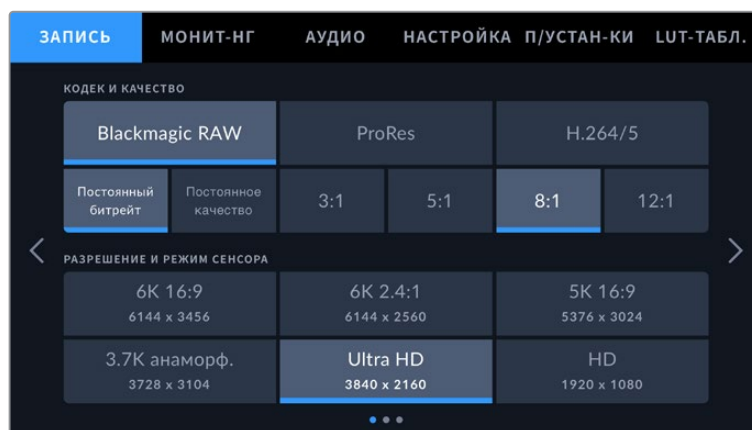 ЗАПИСЬ МОНИТ-НГ АУДИО НАСТРОЙКА П/УСТАН-КИ LUT-ТАБЛ.
КОДЕК И КАЧЕСТВО
Blackmagic RAW ProRes H.264/5
Постоянный битрейт Постоянное качество 3:1 5:1 8:1 12:1
РАЗРЕШЕНИЕ И РЕЖИМ СЕНСОРА
6K 16:9 6K 2.4:1 5K 16:9
6144 x 3456 6144 x 2560 5376 x 3024
3.7K анаморф. Ultra HD HD
3728 x 3104 3840 x 2160 1920 x 1080